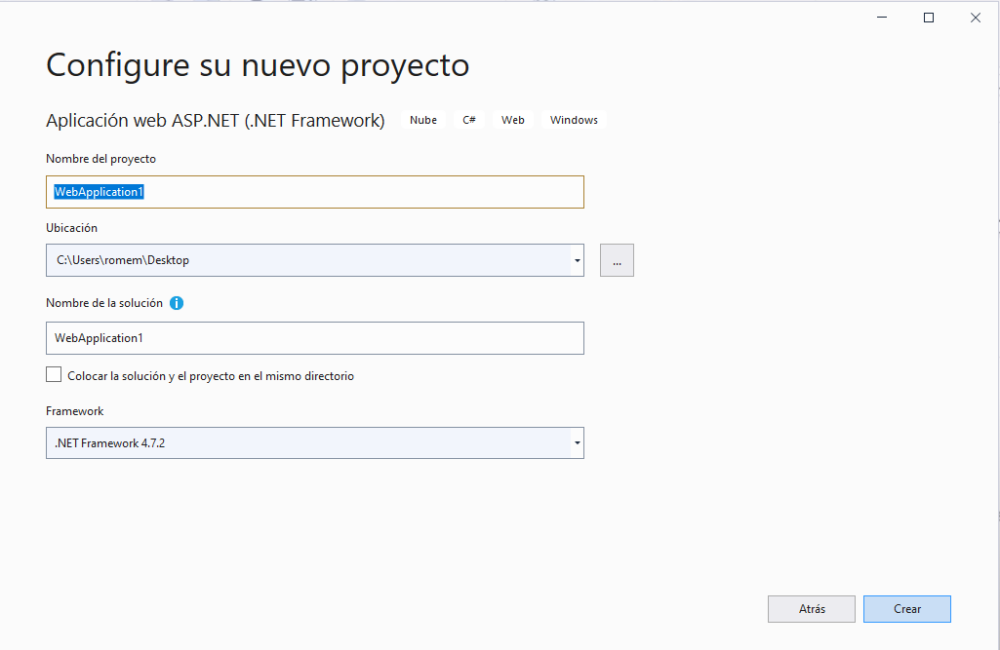 Configure su nuevo proyecto
Aplicación web ASP.NET (.NET Framework) Nube C# Web Windows
Nombre del proyecto
WebApplication1
Ubicación
C:\Users\romem\Desktop
...
Nombre de la solución i
WebApplication1
Colocar la solución y el proyecto en el mismo directorio
Framework
.NET Framework 4.7.2
Atrás Crear